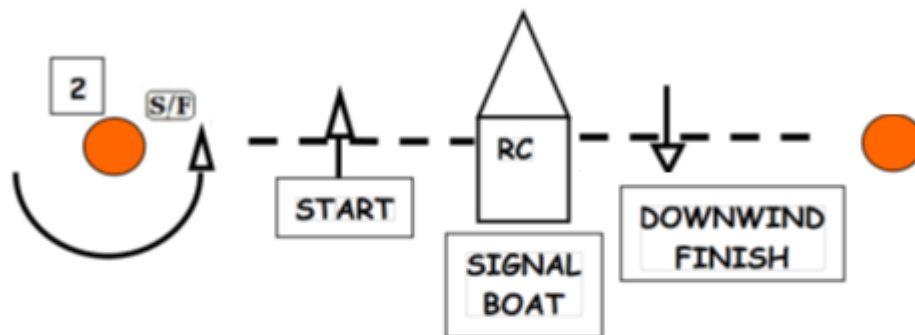 2
S/F
START
RC
SIGNAL
BOAT
DOWNWIND
FINISH